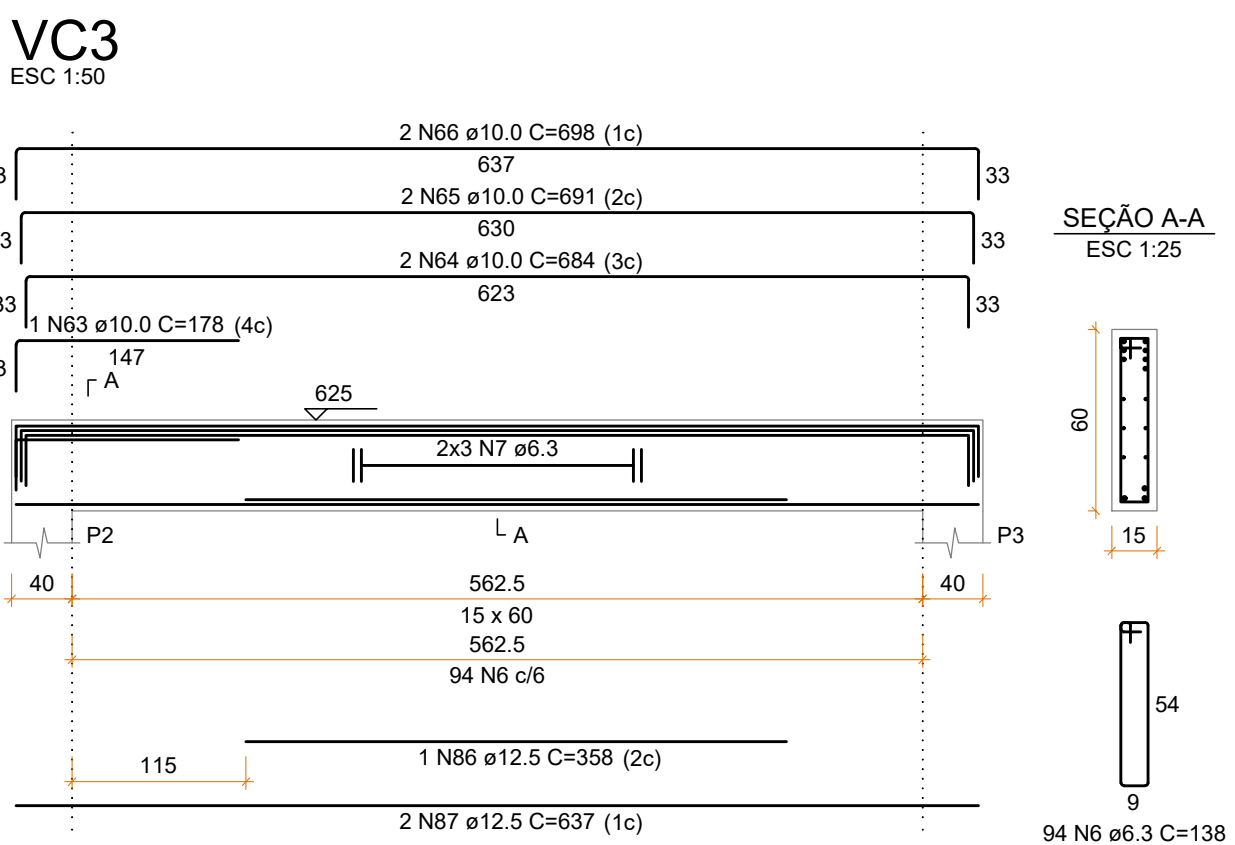 VC3
ESC 1:50
2 N66 ø10.0 C=698 (1c)
637
3
33
2 N65 ø10.0 C=691 (2c)
630
3
33
2 N64 ø10.0 C=684 (3c)
623
33
33
1 N63 ø10.0 C=178 (4c)
147
3
A
625
2x3 N7 ø6.3
P2
A
P3
40
562.5
40
15 x 60
562.5
94 N6 c/6
115
1 N86 ø12.5 C=358 (2c)
2 N87 ø12.5 C=637 (1c)
SEÇÃO A-A
ESC 1:25
60
15
54
9
94 N6 ø6.3 C=138